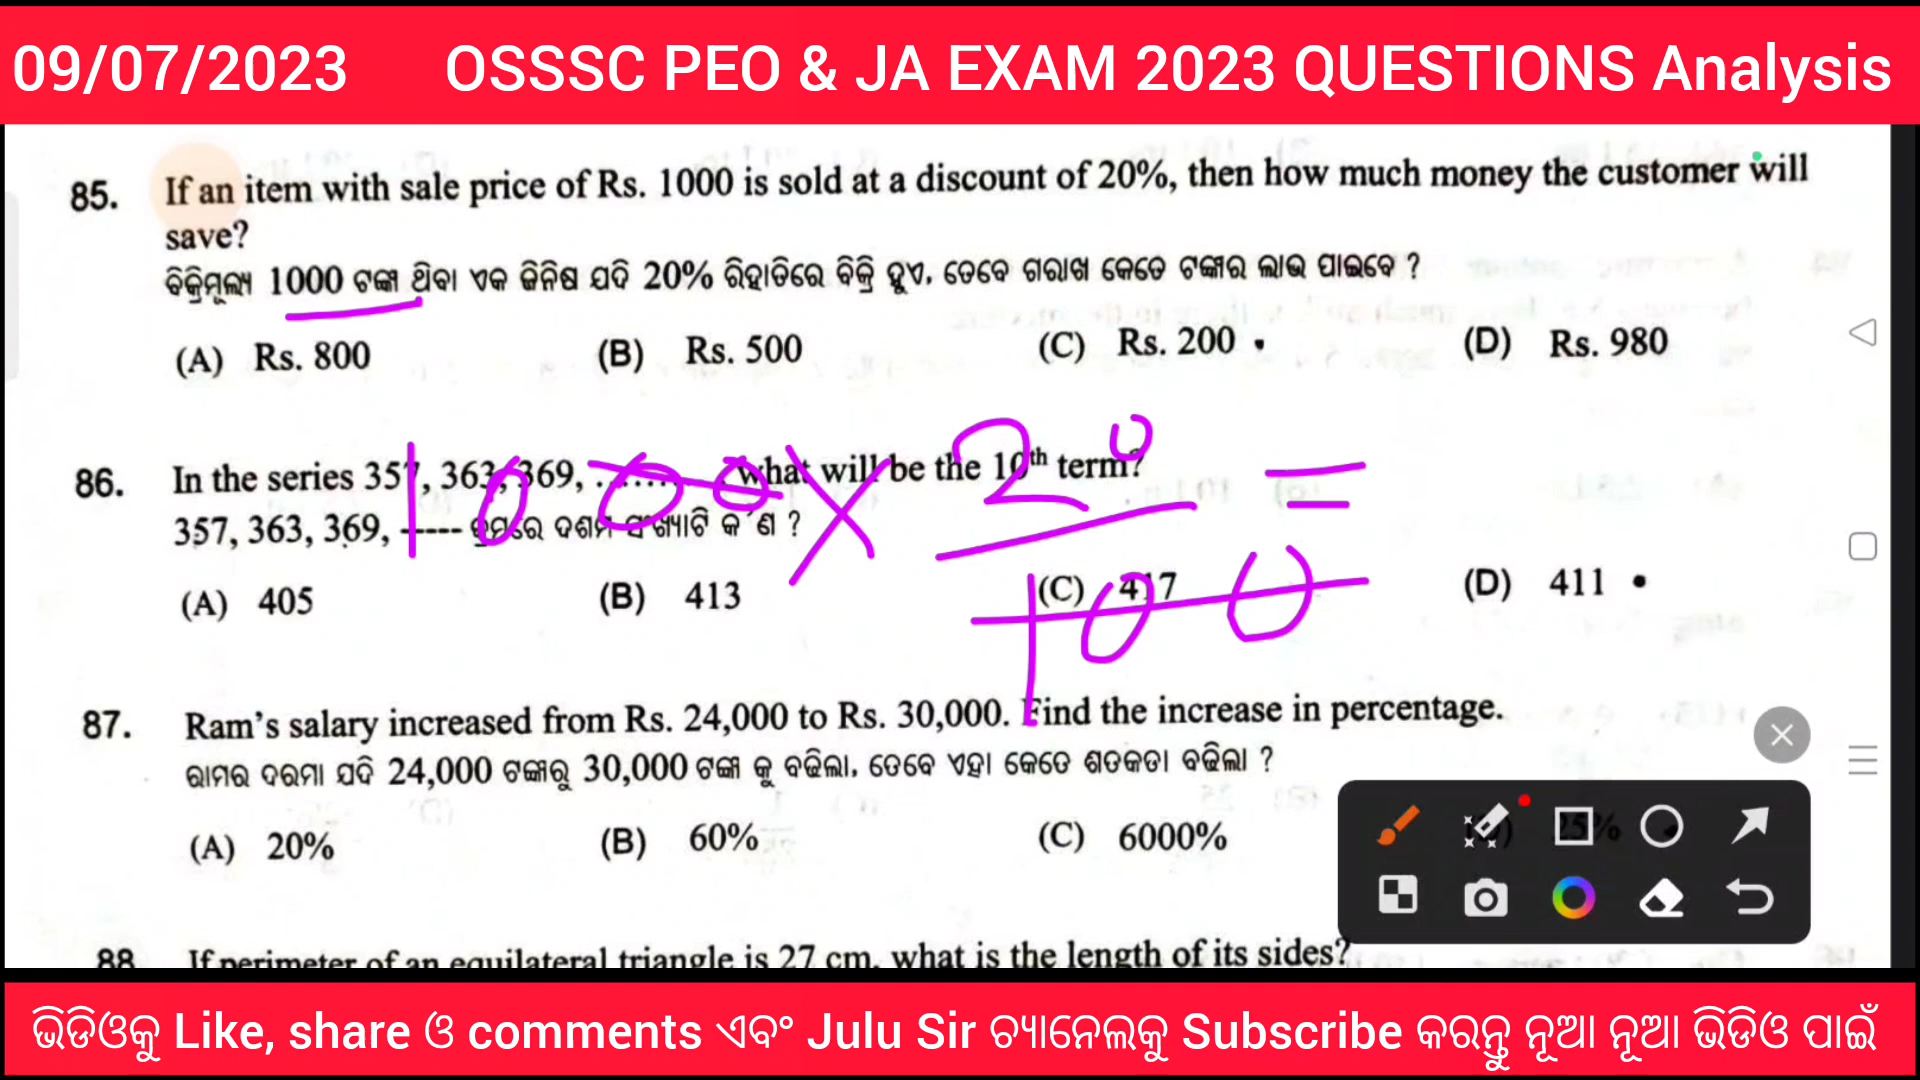 09/07/2023 OSSSC PEO & JA EXAM 2023 QUESTIONS Analysis
85. If an item with sale price of Rs. 1000 is sold at a discount of 20%, then how much money the customer will
save?
ବିକ୍ରିମୂଲ୍ୟ 1000 ଟଙ୍କା ଥିବା ଏକ ଜିନିଷ ଯଦି 20% ରିହାତିରେ ବିକ୍ରି ହୁଏ, ତେବେ ଗରାଖ କେତେ ଟଙ୍କାର ଲାଭ ପାଇବେ ?
(A) Rs. 800 (B) Rs. 500 (C) Rs. 200 (D) Rs. 980
20
86. In the series 357, 363, 369, ......... what will be the 10th term?
1000 × =
357, 363, 369, ----- କ୍ରମରେ ଦଶମ ସଂଖ୍ୟାଟି କ'ଣ ?
(A) 405 (B) 413 (C) 417 (D) 411
100
87. Ram's salary increased from Rs. 24,000 to Rs. 30,000. Find the increase in percentage.
ରାମର ଦରମା ଯଦି 24,000 ଟଙ୍କାରୁ 30,000 ଟଙ୍କା କୁ ବଢିଲା, ତେବେ ଏହା କେତେ ଶତକଡା ବଢିଲା ?
(A) 20% (B) 60% (C) 6000% (D) 25%
88 If perimeter of an equilateral triangle is 27 cm, what is the length of its sides?
ଭିଡିଓକୁ Like, share ଓ comments ଏବଂ Julu Sir ଚ୍ୟାନେଲକୁ Subscribe କରନ୍ତୁ ନୂଆ ନୂଆ ଭିଡିଓ ପାଇଁ